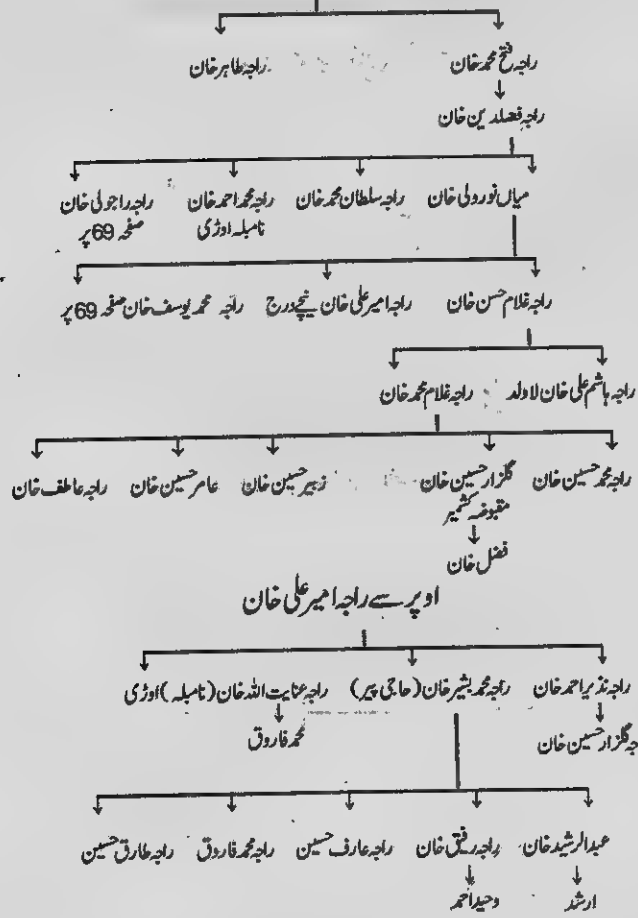 راجہ فتح محمد خان راجہ طاہر خان
راجہ فضلدین خان
میاں نورولی خان راجہ سلطان محمد خان راجہ محمد احمد خان راجہ راجولی خان
نامبلہ اوڑی صفحہ 69 پر
راجہ غلام حسن خان راجہ امیر علی خان نیچے درج راجہ محمد یوسف خان صفحہ 69 پر
راجہ ہاشم علی خان لاولد راجہ غلام محمد خان
راجہ محمد حسین خان گلزار حسین خان زبیر حسین خان عامر حسین خان راجہ عاطف خان
مقبوضہ کشمیر
فضل خان
اوپر سے راجہ امیر علی خان
راجہ نذیر احمد خان راجہ محمد بشیر خان (حاجی پیر) راجہ عنایت اللہ خان (نامبلہ) اوڑی
جہ گلزار حسین خان محمد فاروق
عبدالرشید خان راجہ رفیق خان راجہ عارف حسین راجہ محمد فاروق راجہ طارق حسین
ارشد وحید احمد